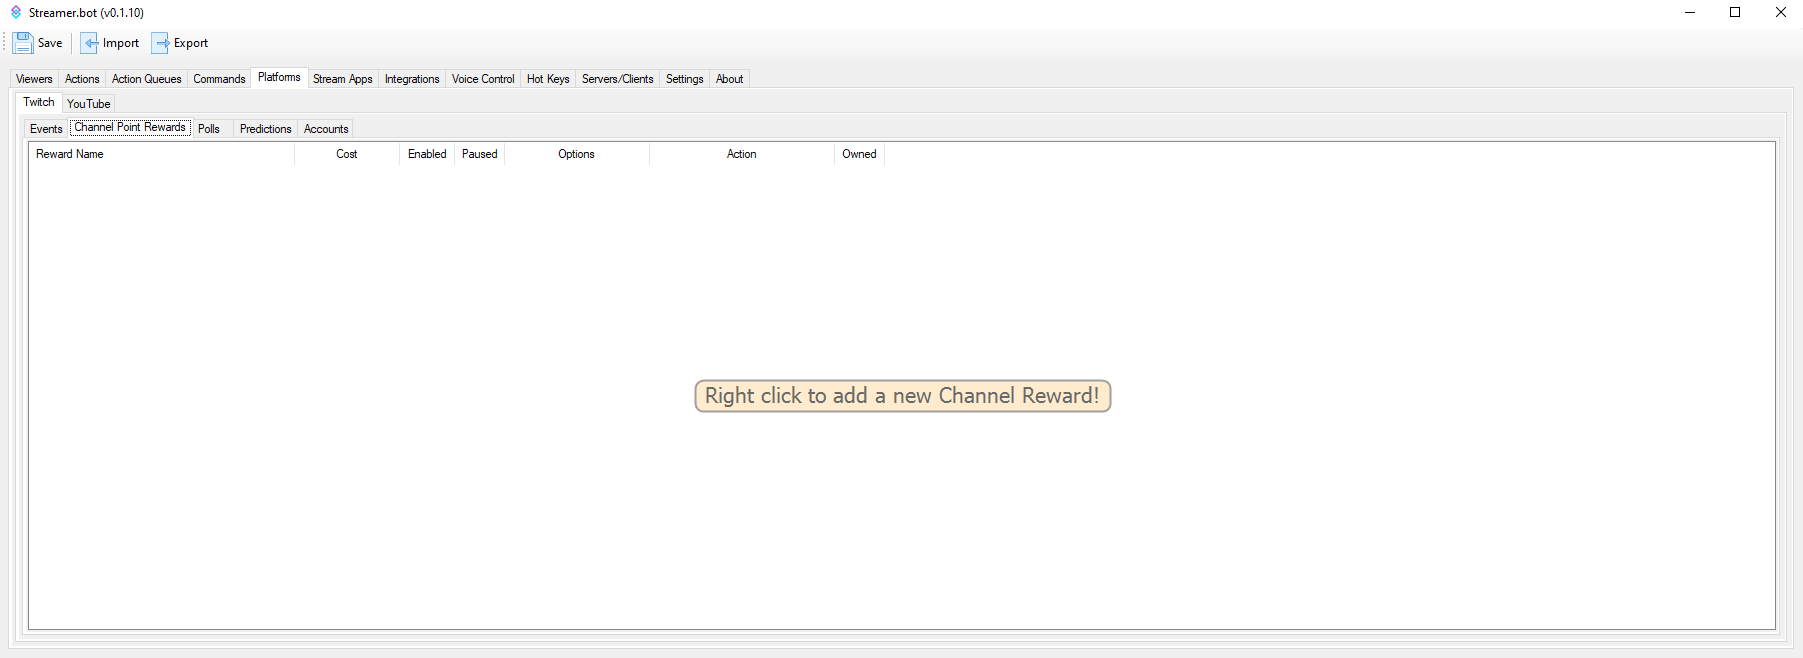 Streamer.bot (v0.1.10)
Save Import Export
Viewers Actions Action Queues Commands Platforms Stream Apps Integrations Voice Control Hot Keys Servers/Clients Settings About
Twitch YouTube
Events Channel Point Rewards Polls Predictions Accounts
Reward Name Cost Enabled Paused Options Action Owned
Right click to add a new Channel Reward!